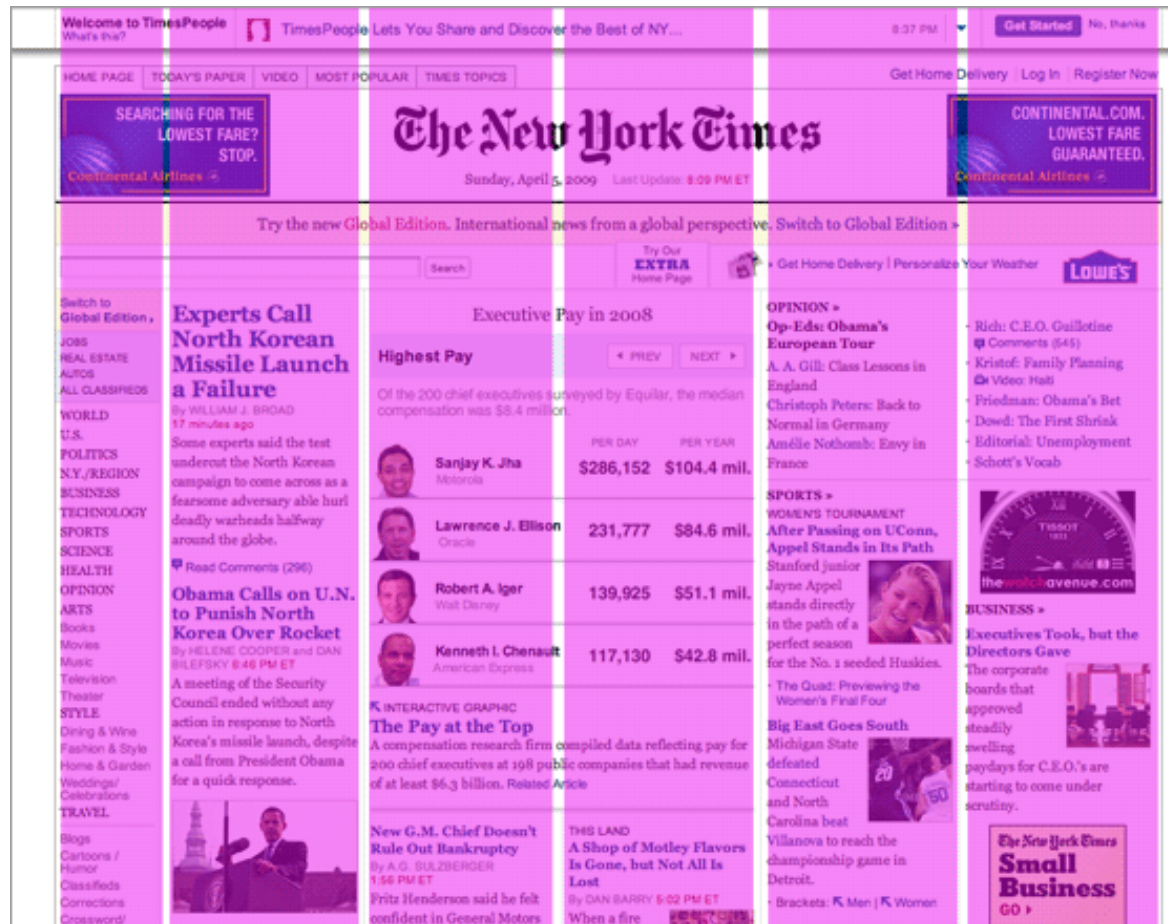 Welcome to TimesPeople
What's this?
TimesPeople Lets You Share and Discover the Best of NY...
8:37 PM
Get Started
No, thanks
HOME PAGE
TODAY'S PAPER
VIDEO
MOST POPULAR
TIMES TOPICS
Get Home Delivery
Log In
Register Now
SEARCHING FOR THE
LOWEST FARE?
STOP.
Continental Airlines
The New York Times
Sunday, April 5, 2009 Last Update: 8:09 PM ET
CONTINENTAL.COM.
LOWEST FARE
GUARANTEED.
Continental Airlines
Try the new Global Edition. International news from a global perspective. Switch to Global Edition »
Search
Try Our
EXTRA
Home Page
Get Home Delivery | Personalize Your Weather
LOWE'S
Switch to
Global Edition
JOBS
REAL ESTATE
AUTOS
ALL CLASSIFIEDS
WORLD
U.S.
POLITICS
N.Y./REGION
BUSINESS
TECHNOLOGY
SPORTS
SCIENCE
HEALTH
OPINION
ARTS
Books
Movies
Music
Television
Theater
STYLE
Dining & Wine
Fashion & Style
Home & Garden
Weddings/
Celebrations
TRAVEL
Blogs
Cartoons /
Humor
Classifieds
Corrections
Crossword/
Experts Call
North Korean
Missile Launch
a Failure
By WILLIAM J. BROAD
17 minutes ago
Some experts said the test
undercut the North Korean
campaign to come across as a
fearsome adversary able hurl
deadly warheads halfway
around the globe.
Read Comments (296)
Obama Calls on U.N.
to Punish North
Korea Over Rocket
By HELENE COOPER and DAN
BILEFSKY 6:46 PM ET
A meeting of the Security
Council ended without any
action in response to North
Korea's missile launch, despite
a call from President Obama
for a quick response.
Executive Pay in 2008
Highest Pay
PREV
NEXT
Of the 200 chief executives surveyed by Equilar, the median
compensation was $8.4 million.
PER DAY PER YEAR
Sanjay K. Jha $286,152 $104.4 mil.
Motorola
Lawrence J. Ellison 231,777 $84.6 mil.
Oracle
Robert A. Iger 139,925 $51.1 mil.
Walt Disney
Kenneth I. Chenault 117,130 $42.8 mil.
American Express
INTERACTIVE GRAPHIC
The Pay at the Top
A compensation research firm compiled data reflecting pay for
200 chief executives at 198 public companies that had revenue
of at least $6.3 billion. Related Article
New G.M. Chief Doesn't
Rule Out Bankruptcy
By A.G. SULZBERGER
1:56 PM ET
Fritz Henderson said he felt
confident in General Motors
THIS LAND
A Shop of Motley Flavors
Is Gone, but Not All Is
Lost
By DAN BARRY 5:02 PM ET
When a fire
OPINION »
Op-Eds: Obama's
European Tour
A. A. Gill: Class Lessons in
England
Christoph Peters: Back to
Normal in Germany
Amélie Nothomb: Envy in
France
Rich: C.E.O. Guillotine
Comments (545)
Kristof: Family Planning
Video: Haiti
Friedman: Obama's Bet
Dowd: The First Shrink
Editorial: Unemployment
Schott's Vocab
SPORTS »
WOMEN'S TOURNAMENT
After Passing on UConn,
Appel Stands in Its Path
Stanford junior
Jayne Appel
stands directly
in the path of a
perfect season
for the No. 1 seeded Huskies.
The Quad: Previewing the
Women's Final Four
Big East Goes South
Michigan State
defeated
Connecticut
and North
Carolina beat
Villanova to reach the
championship game in
Detroit.
Brackets: Men | Women
20
50
XII
TISSOT
1853
thewatchavenue.com
BUSINESS »
Executives Took, but the
Directors Gave
The corporate
boards that
approved
steadily
swelling
paydays for C.E.O.'s are
starting to come under
scrutiny.
The New York Times
Small
Business
GO